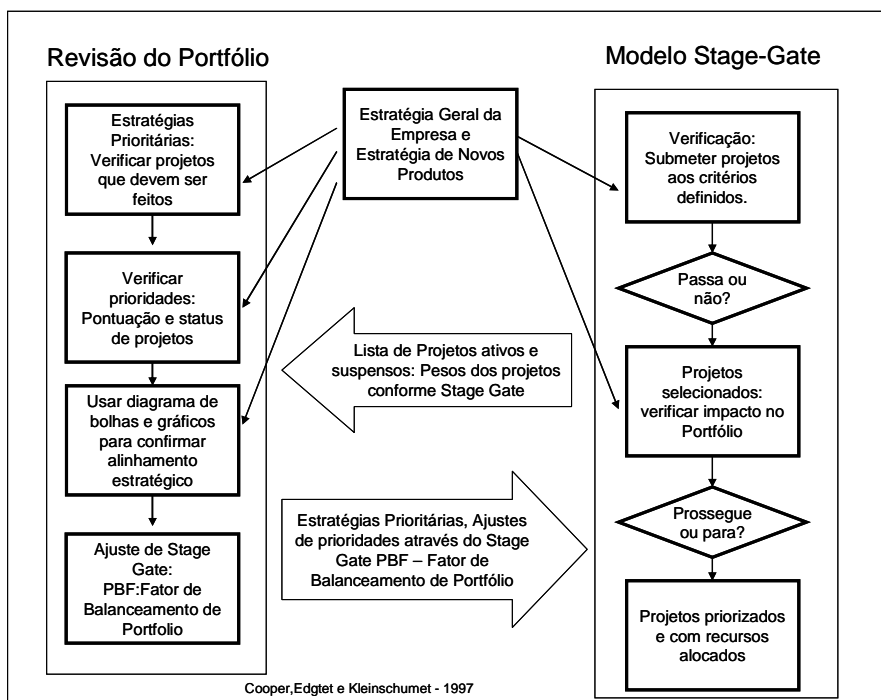 Revisão do Portfólio
Estratégias
Prioritárias:
Verificar projetos
que devem ser
feitos
Verificar
prioridades:
Pontuação e status
de projetos
Usar diagrama de
bolhas e gráficos
para confirmar
alinhamento
estratégico
Ajuste de Stage
Gate:
PBF:Fator de
Balanceamento de
Portfolio
Estratégia Geral da
Empresa e
Estratégia de Novos
Produtos
Lista de Projetos ativos e
suspensos: Pesos dos projetos
conforme Stage Gate
Estratégias Prioritárias, Ajustes
de prioridades através do Stage
Gate PBF – Fator de
Balanceamento do Portfólio
Modelo Stage-Gate
Verificação:
Submeter projetos
aos critérios
definidos.
Passa ou
não?
Projetos
selecionados:
verificar impacto no
Portfólio
Prossegue
ou para?
Projetos priorizados
e com recursos
alocados
Cooper,Edgtet e Kleinschumet - 1997